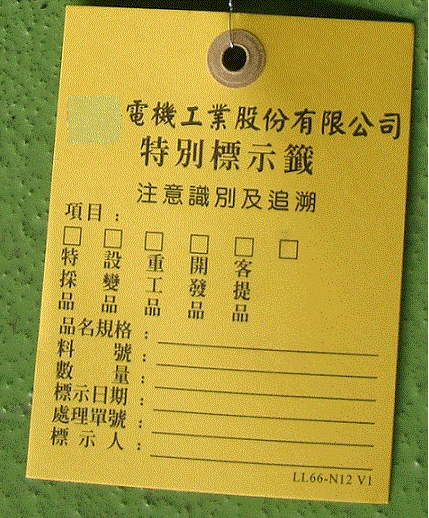 電機工業股份有限公司
特別標示籤
注意識別及追溯
項目：
□特採品 □設變品 □重工品 □開發品 □客提品 □
品名規格：
料號：
數量：
標示日期：
處理單號：
標示人：
LL66-N12 V1